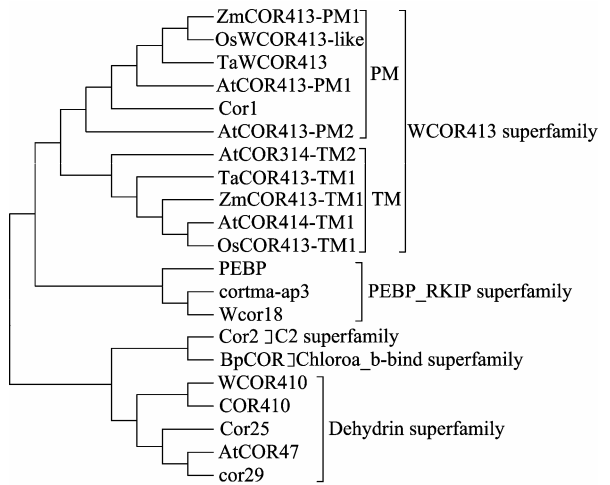 ZmCOR413-PM1
OsWCOR413-like
TaWCOR413
AtCOR413-PM1
Cor1
AtCOR413-PM2
PM
WCOR413 superfamily
AtCOR314-TM2
TaCOR413-TM1
ZmCOR413-TM1
AtCOR414-TM1
OsCOR413-TM1
TM
PEBP
cortma-ap3
Wcor18
PEBP_RKIP superfamily
Cor2 C2 superfamily
BpCOR Chloroa_b-bind superfamily
WCOR410
COR410
Cor25
AtCOR47
cor29
Dehydrin superfamily